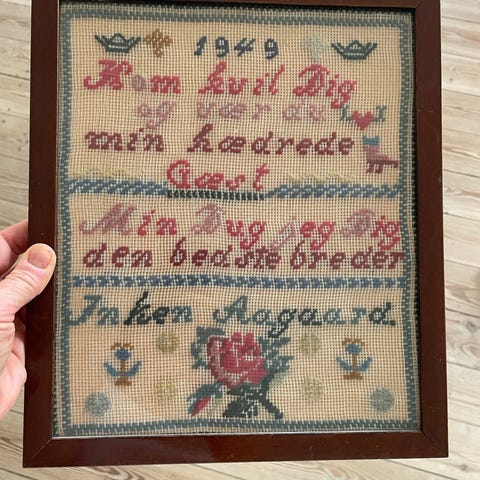 1949
Kom hvil Dig
og vær du
min hædrede
Gæst
Min Dug jeg Dig
den bedste breder
Inken Aagaard